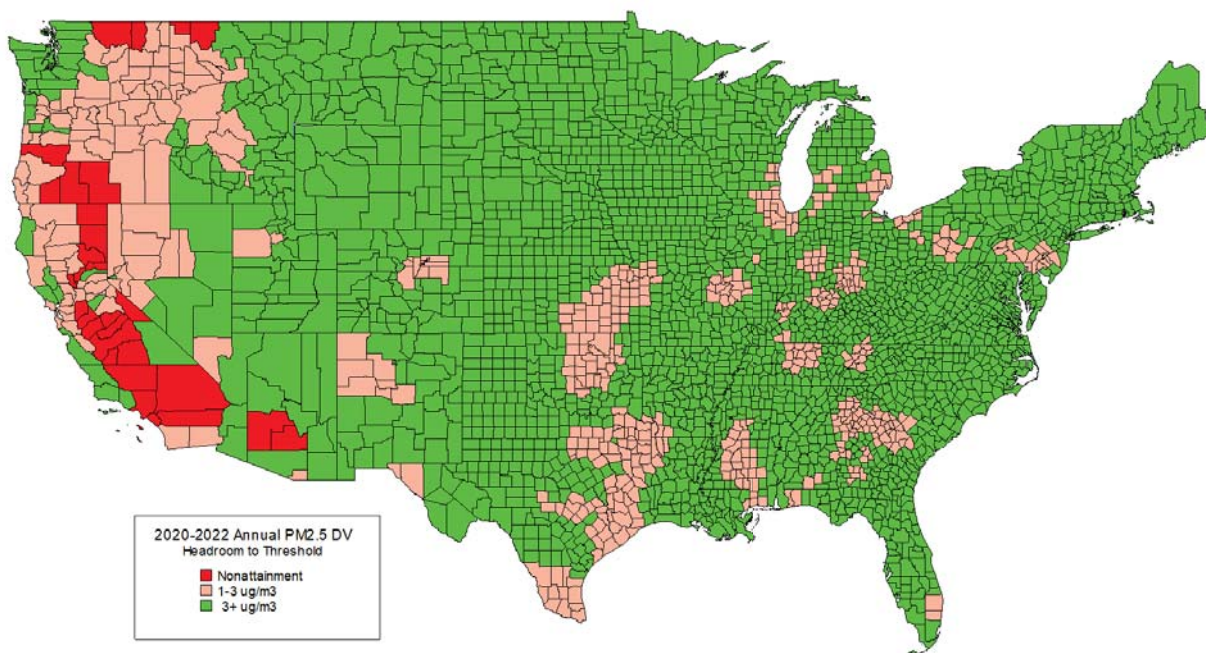 2020-2022 Annual PM2.5 DV
Headroom to Threshold
Nonattainment
1-3 ug/m3
3+ ug/m3